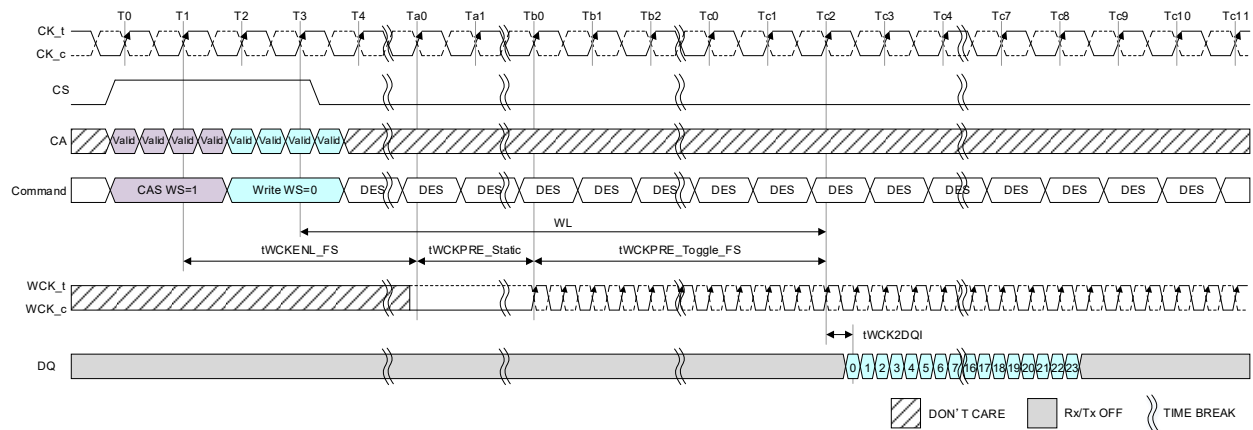 T0 T1 T2 T3 T4 Ta0 Ta1 Tb0 Tb1 Tb2 Tc0 Tc1 Tc2 Tc3 Tc4 Tc7 Tc8 Tc9 Tc10 Tc11
CK_t
CK_c
CS
CA Valid Valid Valid Valid Valid Valid Valid Valid
Command CAS WS=1 Write WS=0 DES DES DES DES DES DES DES DES DES DES DES DES DES DES DES
WL
tWCKENL_FS tWCKPRE_Static tWCKPRE_Toggle_FS
WCK_t
WCK_c
tWCK2DQI
DQ 0 1 2 3 4 5 6 7 16 17 18 19 20 21 22 23
DON'T CARE Rx/Tx OFF TIME BREAK